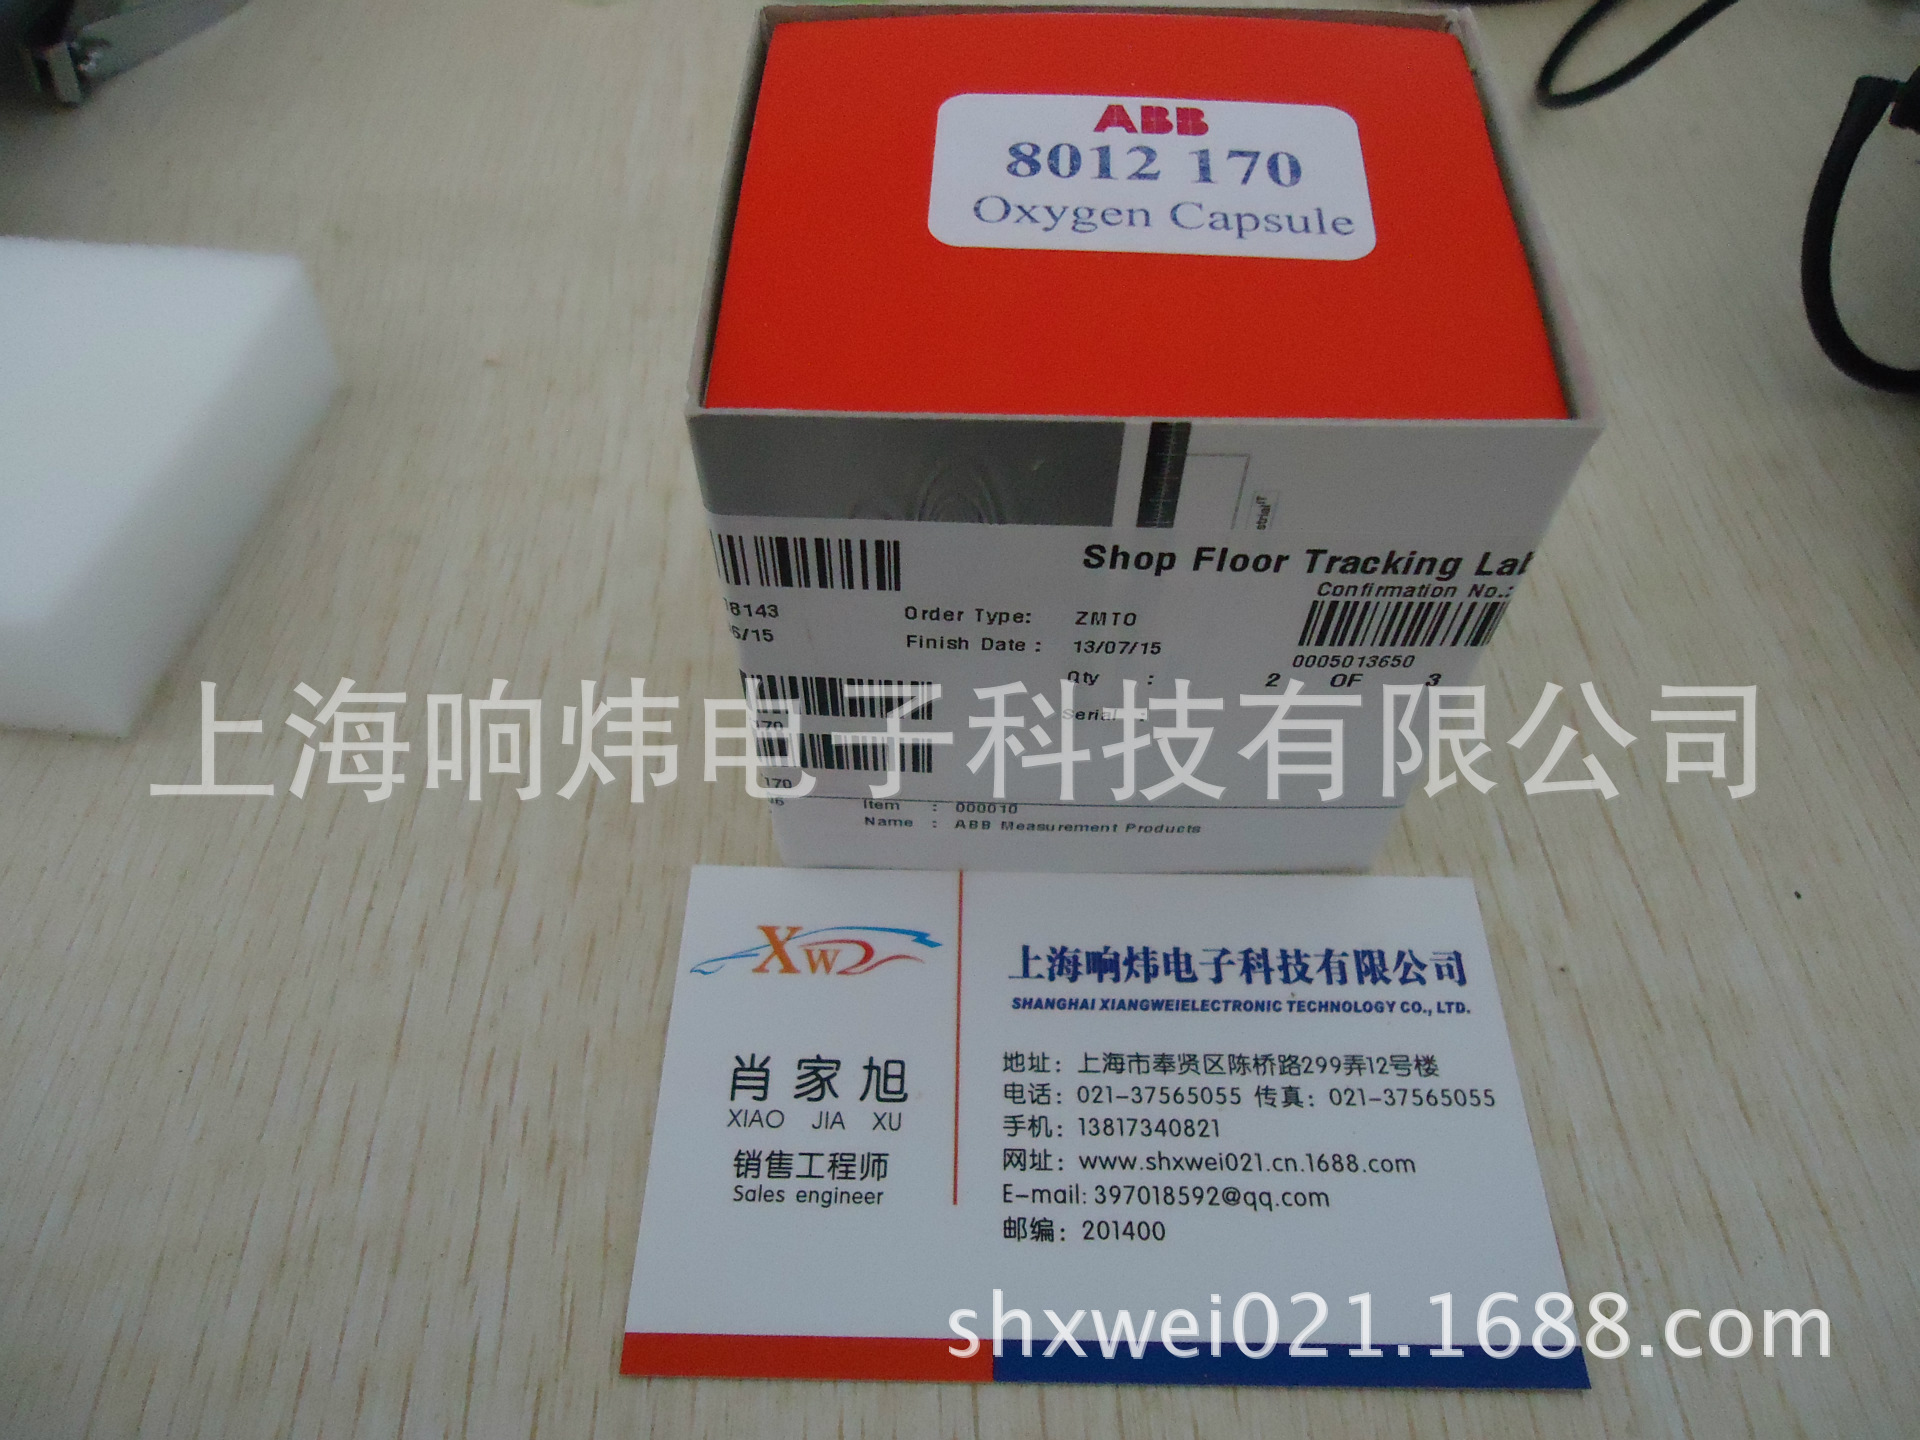 ABB
8012 170
Oxygen Capsule
Shop Floor Tracking Lab
Confirmation No.:
8143
Order Type: ZMTO
6/15
Finish Date : 13/07/15
0005013650
Qty : 2 OF 3
Serial :
170
170
Item : 000010
Name : ABB Measurement Products
上海响炜电子科技有限公司
XW
上海响炜电子科技有限公司
SHANGHAI XIANGWEIELECTRONIC TECHNOLOGY CO., LTD.
肖家旭
XIAO JIA XU
销售工程师
Sales engineer
地址：上海市奉贤区陈桥路299弄12号楼
电话：021-37565055 传真：021-37565055
手机：13817340821
网址：www.shxwei021.cn.1688.com
E-mail: 397018592@qq.com
邮编：201400
shxwei021.1688.com